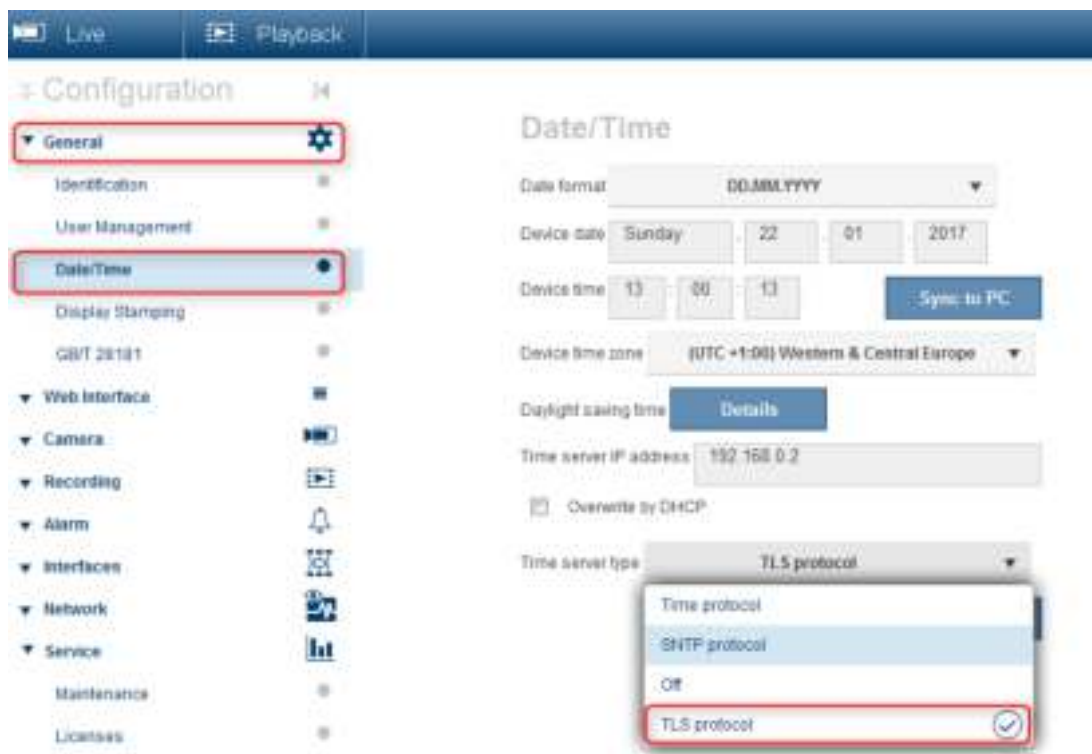 Live
Playback
Configuration
General
Identification
User Management
Date/Time
Display Stamping
GB/T 28181
Web Interface
Camera
Recording
Alarm
Interfaces
Network
Service
Maintenance
Licenses
Date/Time
Date format DD.MM.YYYY
Device date Sunday . 22 . 01 . 2017
Device time 13 : 00 : 13 Sync to PC
Device time zone (UTC +1:00) Western & Central Europe
Daylight saving time Details
Time server IP address 192.168.0.2
Overwrite by DHCP
Time server type TLS protocol
Time protocol
SNTP protocol
Off
TLS protocol